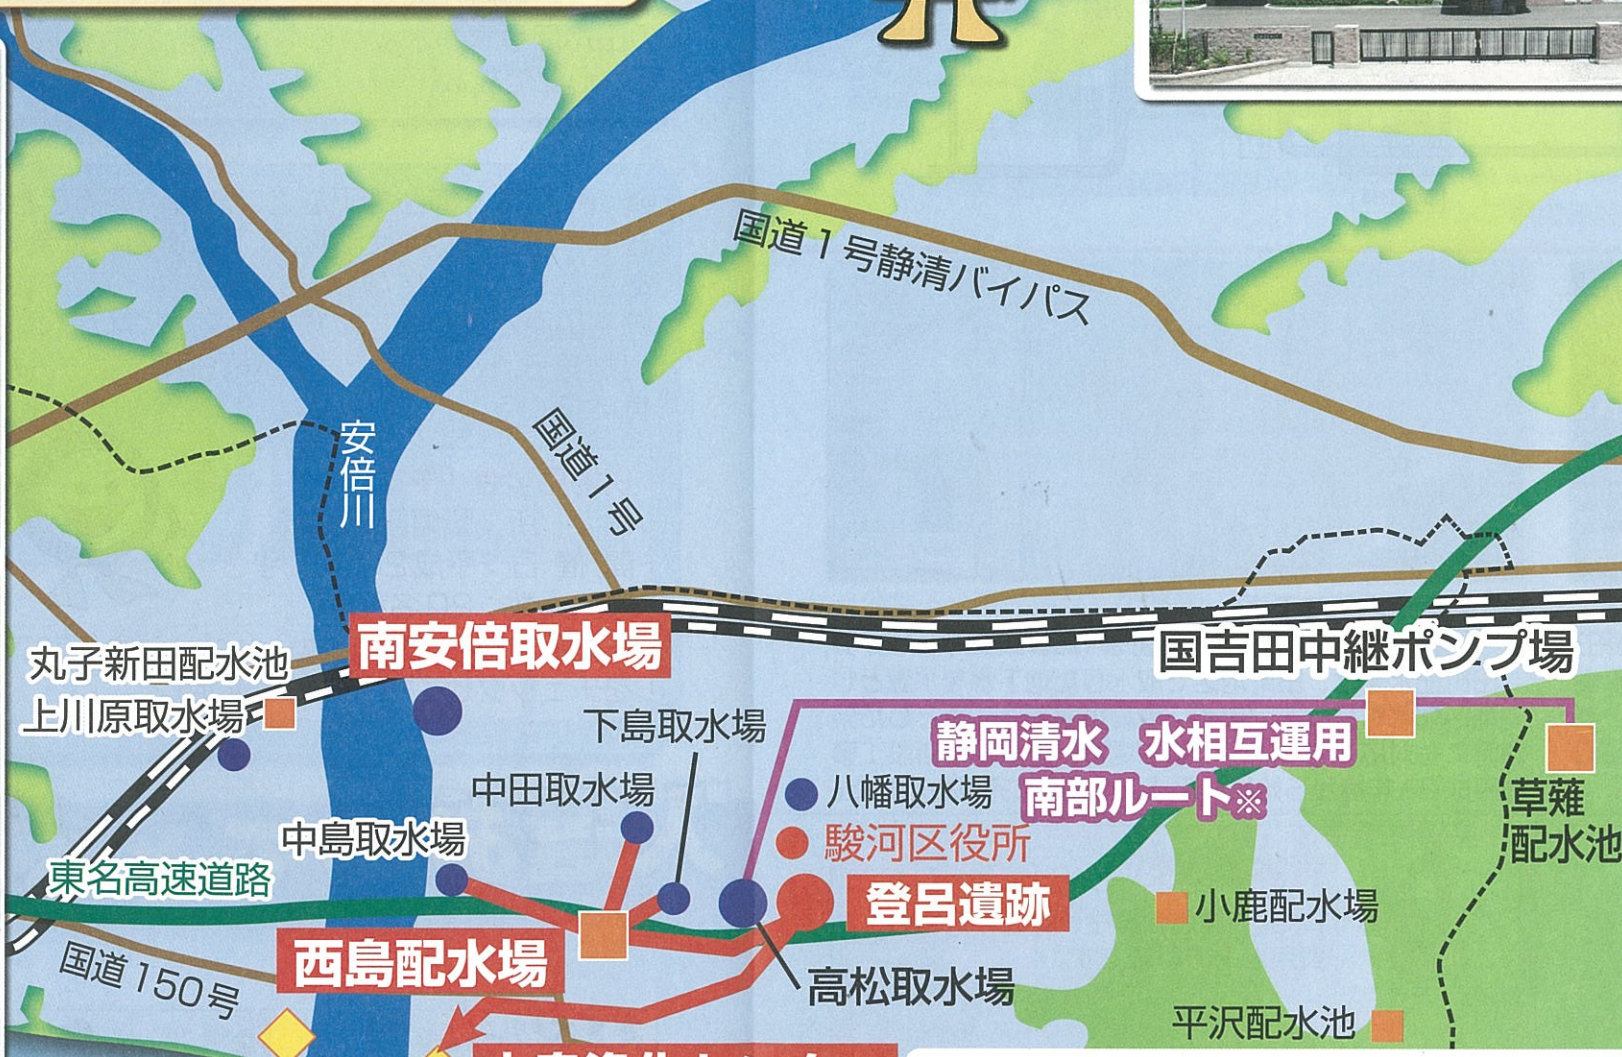 国道1号静清バイパス
安倍川
国道1号
南安倍取水場
国吉田中継ポンプ場
丸子新田配水池
上川原取水場
下島取水場
静岡清水　水相互運用
南部ルート※
中田取水場
八幡取水場
草薙
配水池
中島取水場
駿河区役所
東名高速道路
登呂遺跡
小鹿配水場
西島配水場
国道150号
高松取水場
平沢配水池